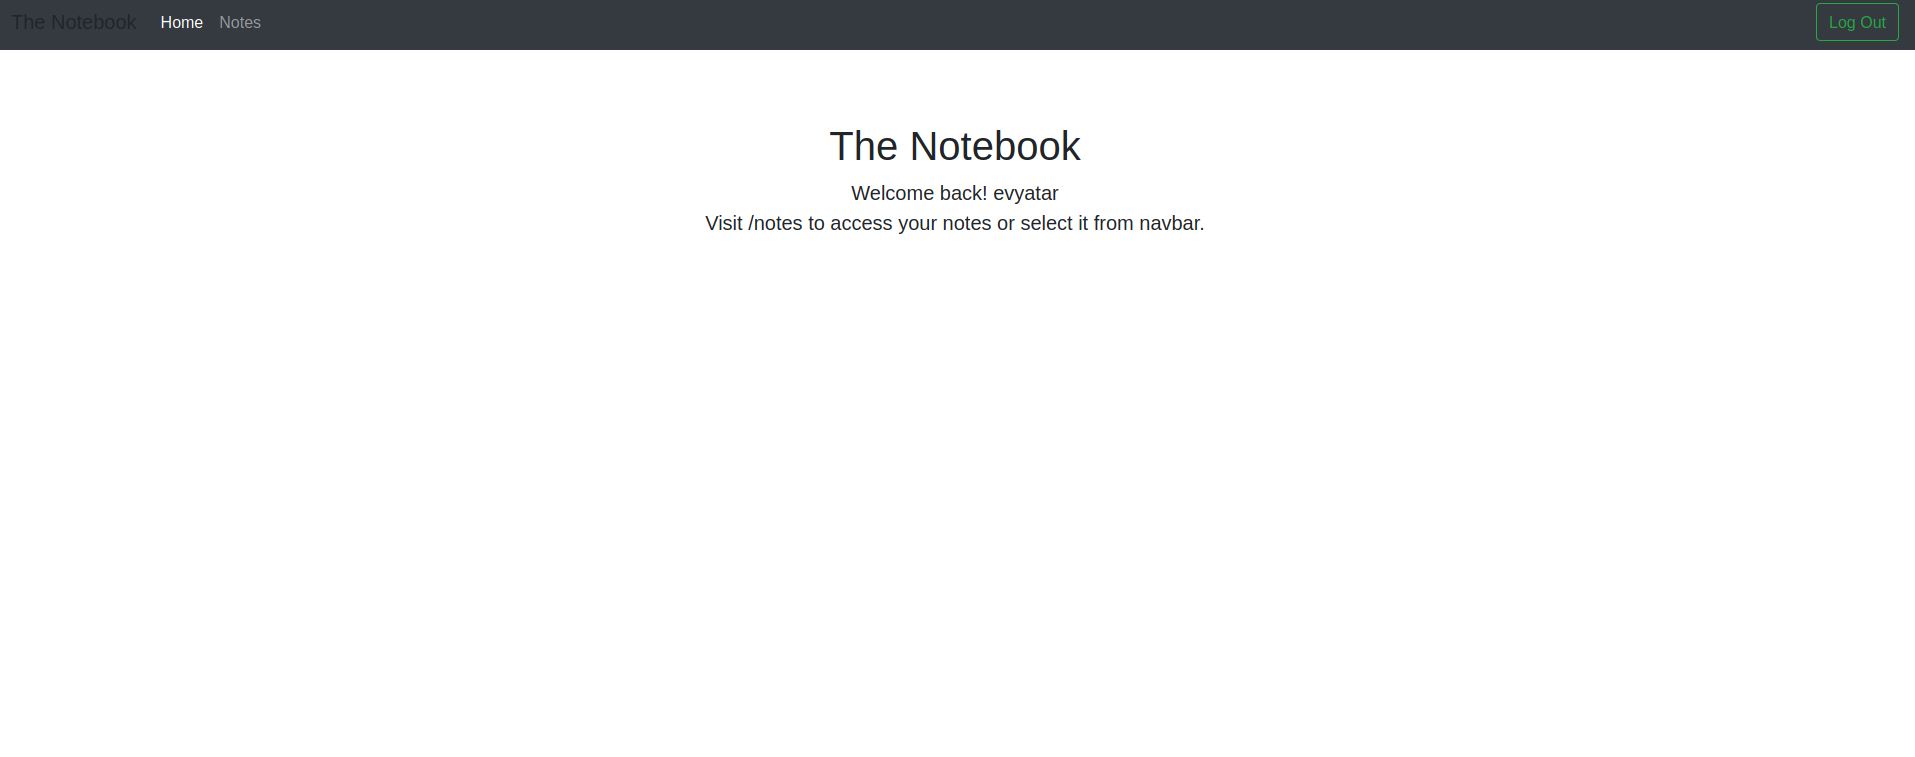 The Notebook Home Notes Log Out
The Notebook
Welcome back! evyatar
Visit /notes to access your notes or select it from navbar.